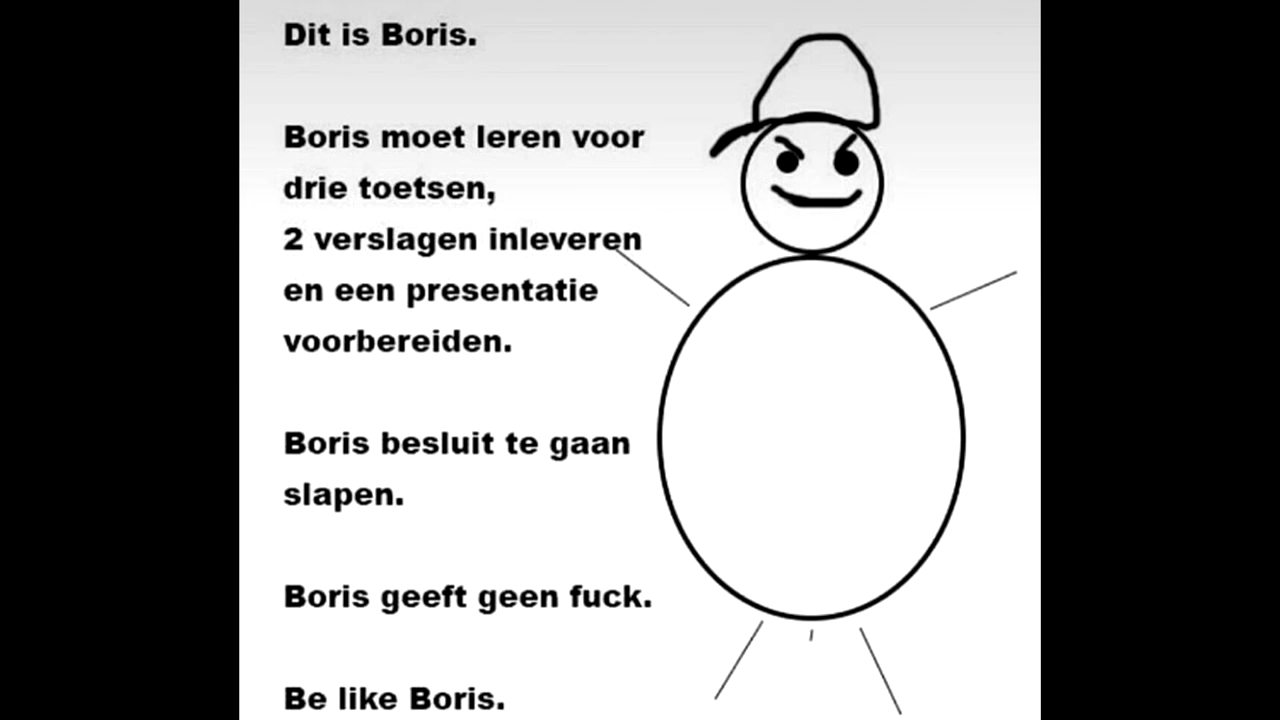 Dit is Boris.
Boris moet leren voor
drie toetsen,
2 verslagen inleveren
en een presentatie
voorbereiden.
Boris besluit te gaan
slapen.
Boris geeft geen fuck.
Be like Boris.